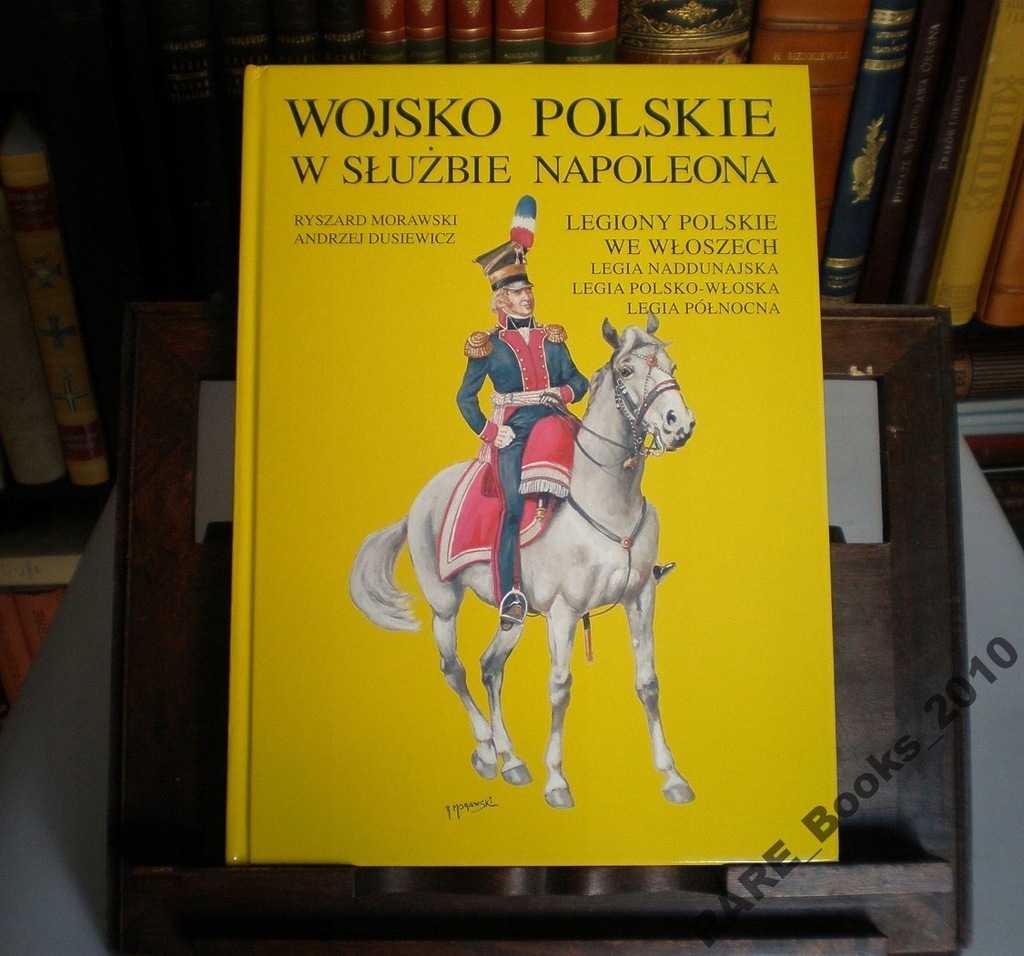 WOJSKO POLSKIE
W SŁUŻBIE NAPOLEONA
RYSZARD MORAWSKI
ANDRZEJ DUSIEWICZ
LEGIONY POLSKIE
WE WŁOSZECH
LEGIA NADDUNAJSKA
LEGIA POLSKO-WŁOSKA
LEGIA PÓŁNOCNA
R MORAWSKI
H. SIENKIEWICZ
RARE_Books_2010